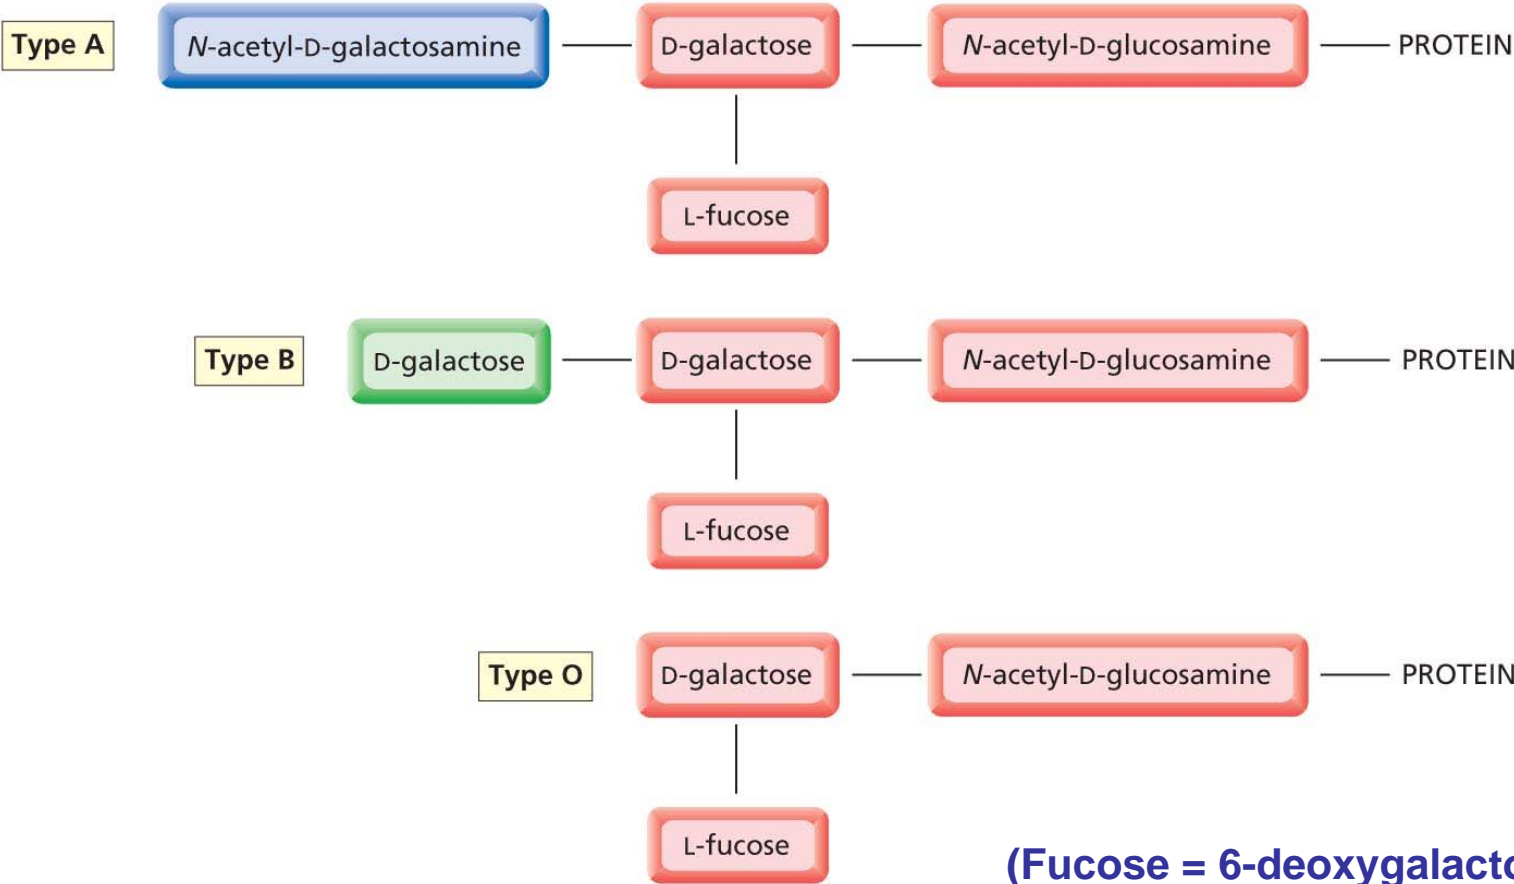 Type A N-acetyl-D-galactosamine D-galactose N-acetyl-D-glucosamine PROTEIN
L-fucose
Type B D-galactose D-galactose N-acetyl-D-glucosamine PROTEIN
L-fucose
Type O D-galactose N-acetyl-D-glucosamine PROTEIN
L-fucose
(Fucose = 6-deoxygalacto